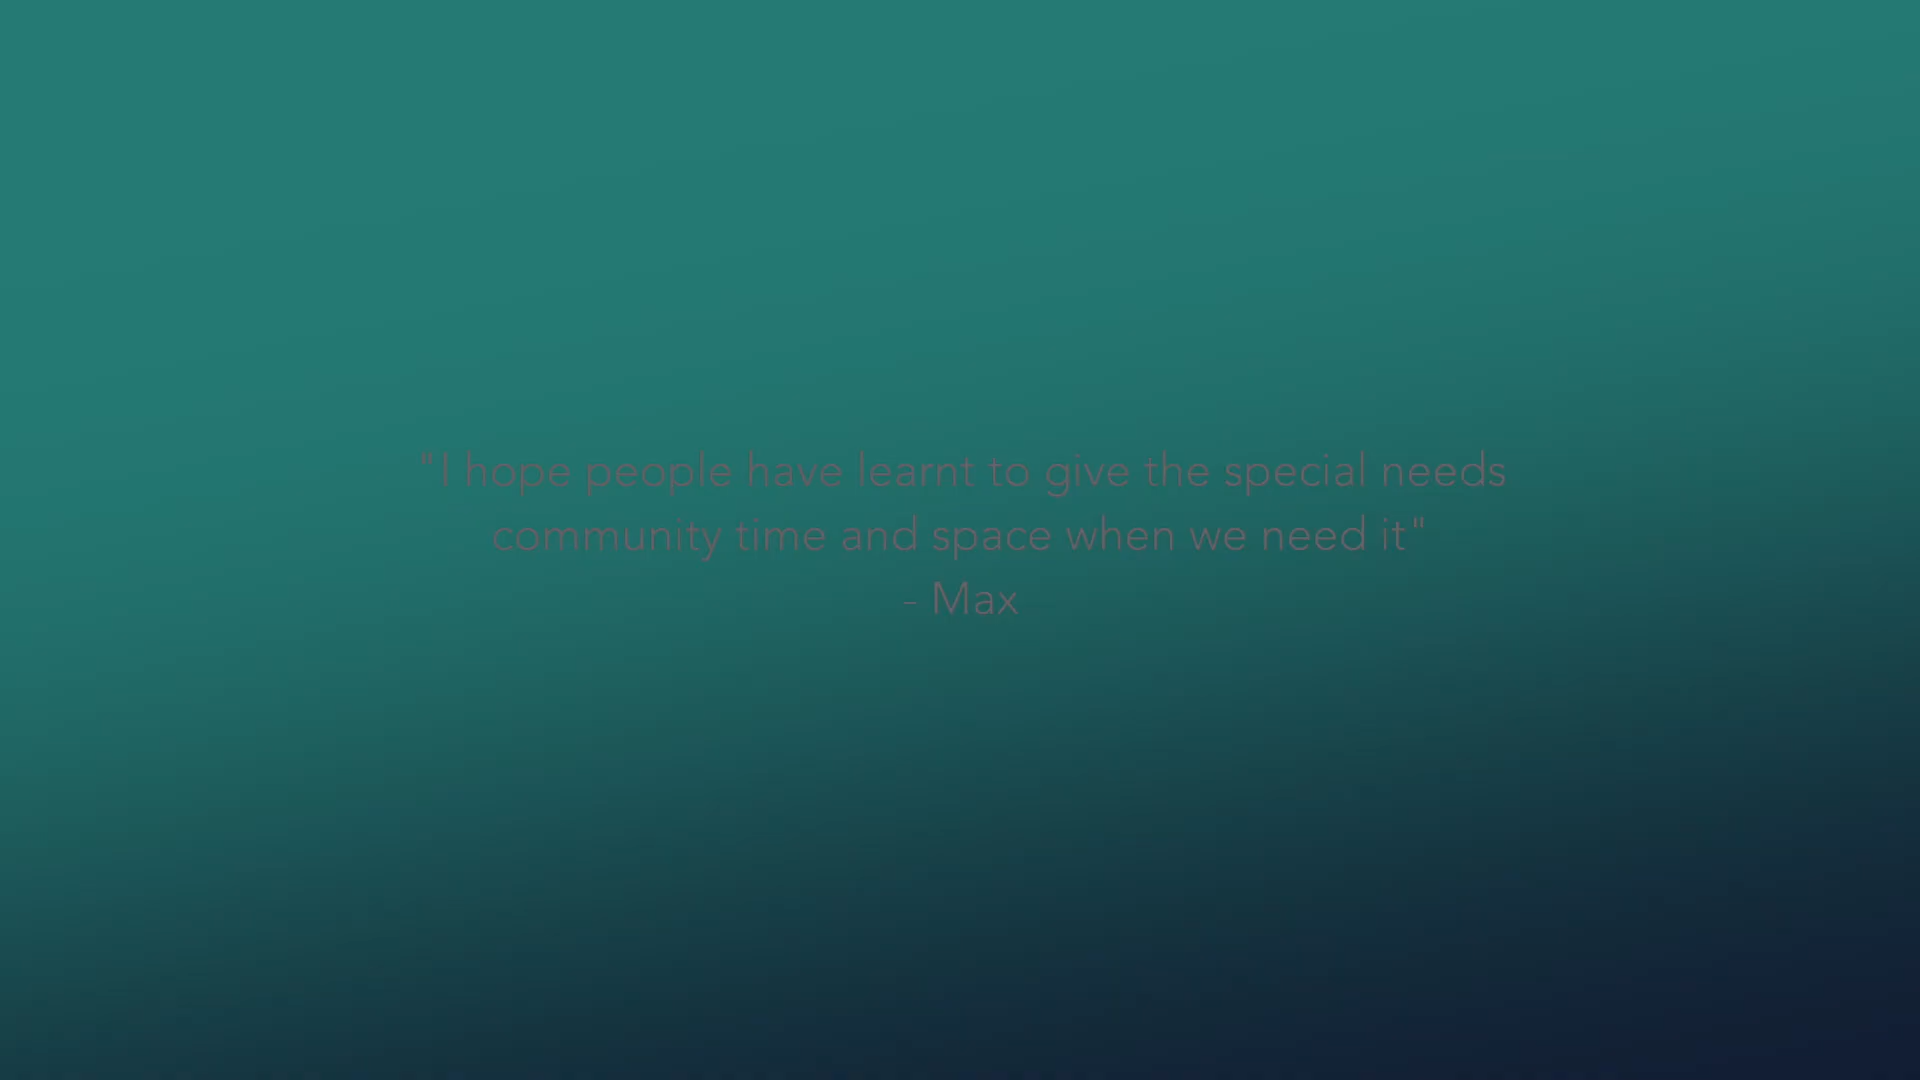 "I hope people have learnt to give the special needs
community time and space when we need it"
- Max